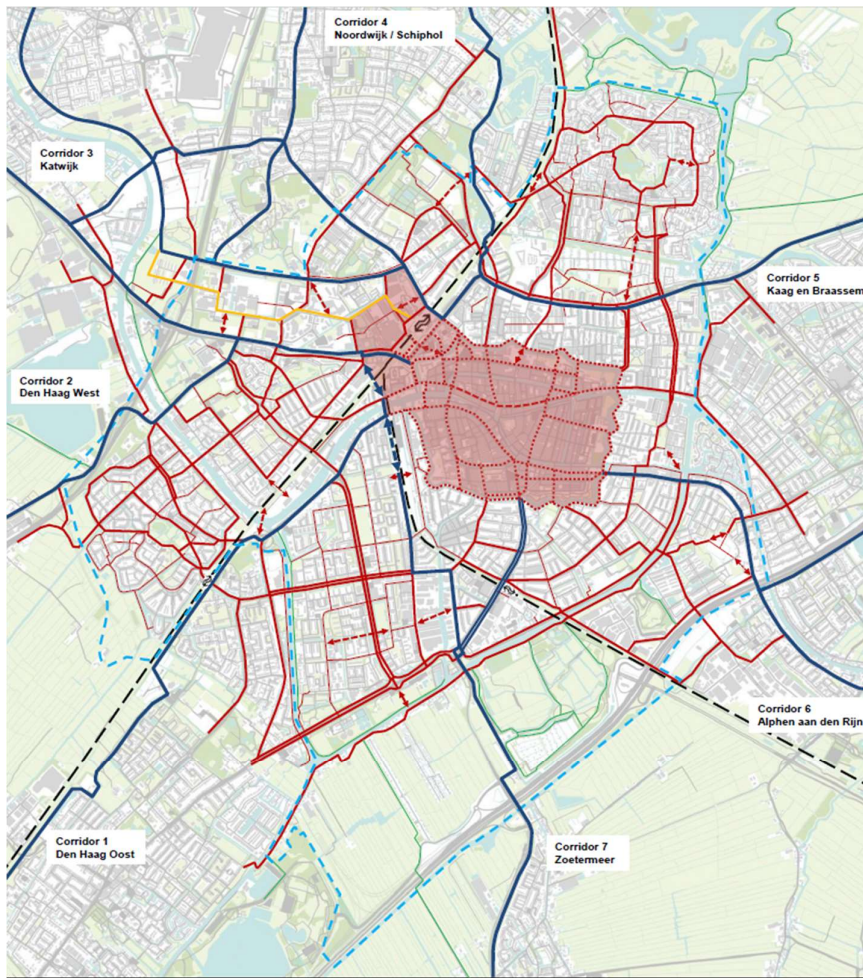 Corridor 4
Noordwijk / Schiphol
Corridor 3
Katwijk
Corridor 5
Kaag en Braassem
Corridor 2
Den Haag West
Corridor 6
Alphen aan den Rijn
Corridor 1
Den Haag Oost
Corridor 7
Zoetermeer